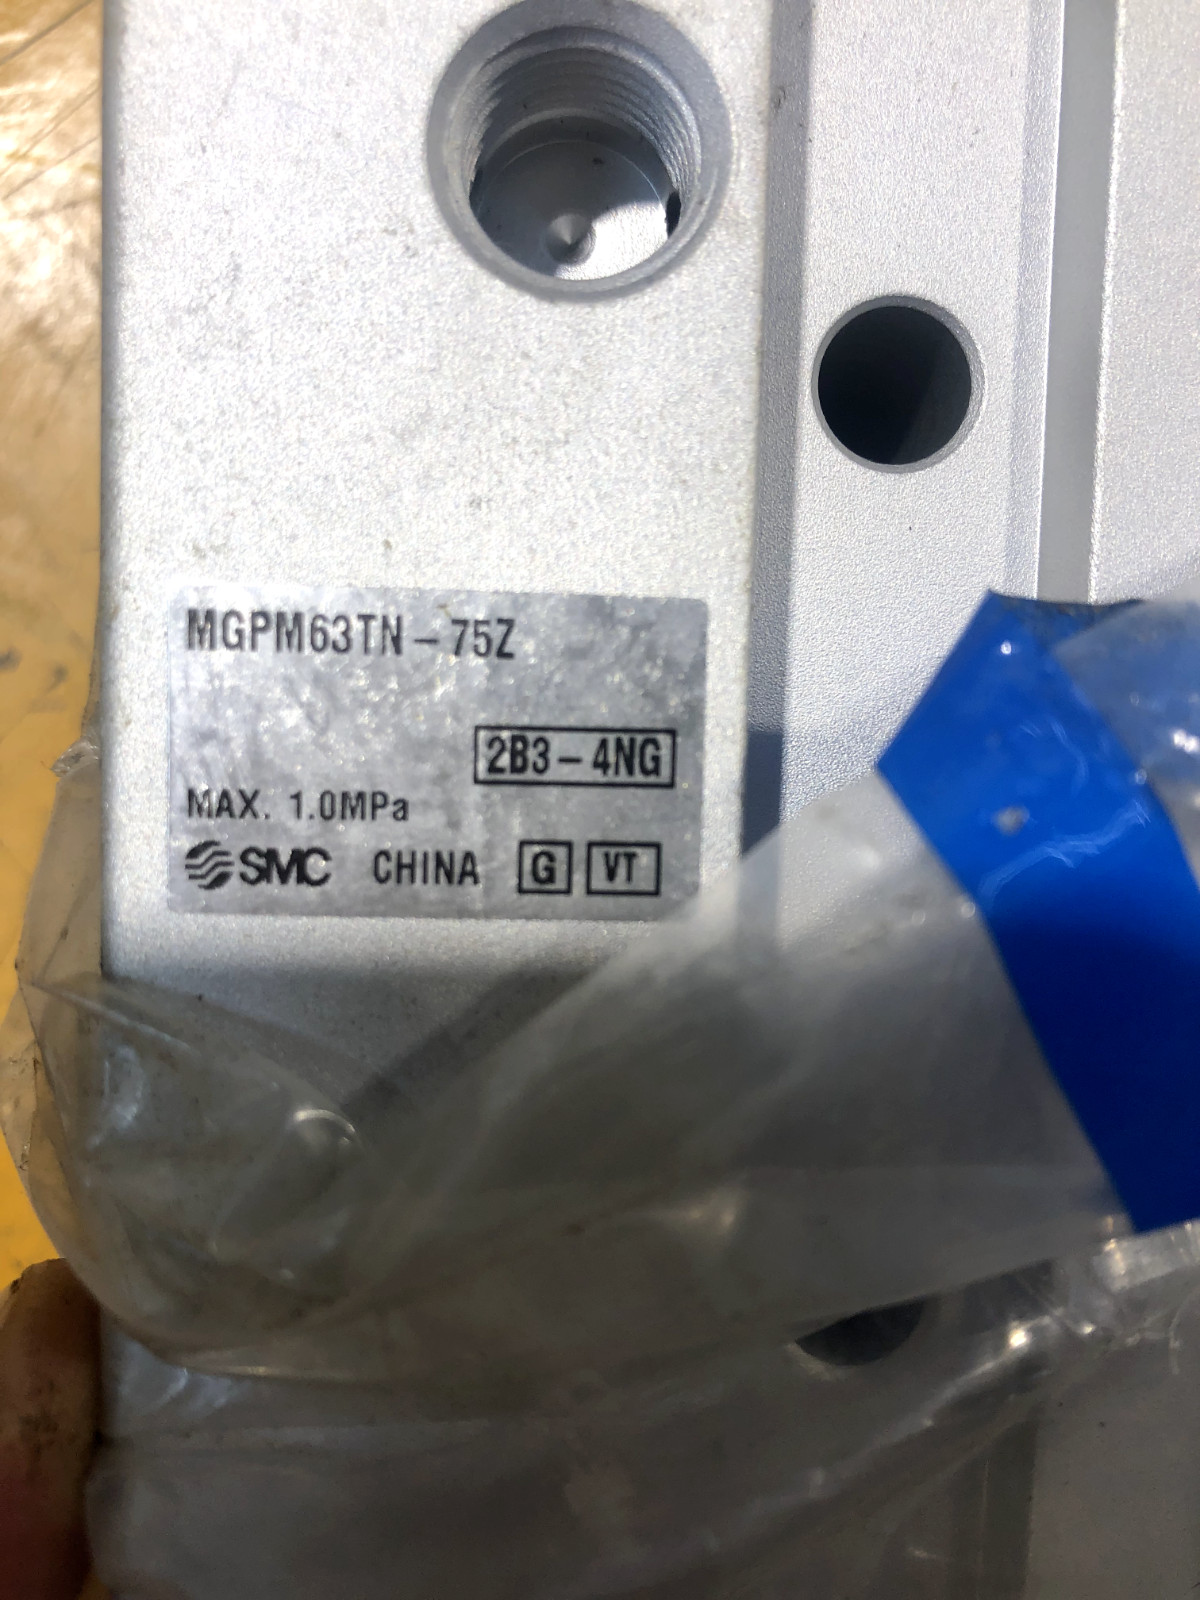 MGPM63TN-75Z
2B3-4NG
MAX. 1.0MPa
SMC CHINA G VT